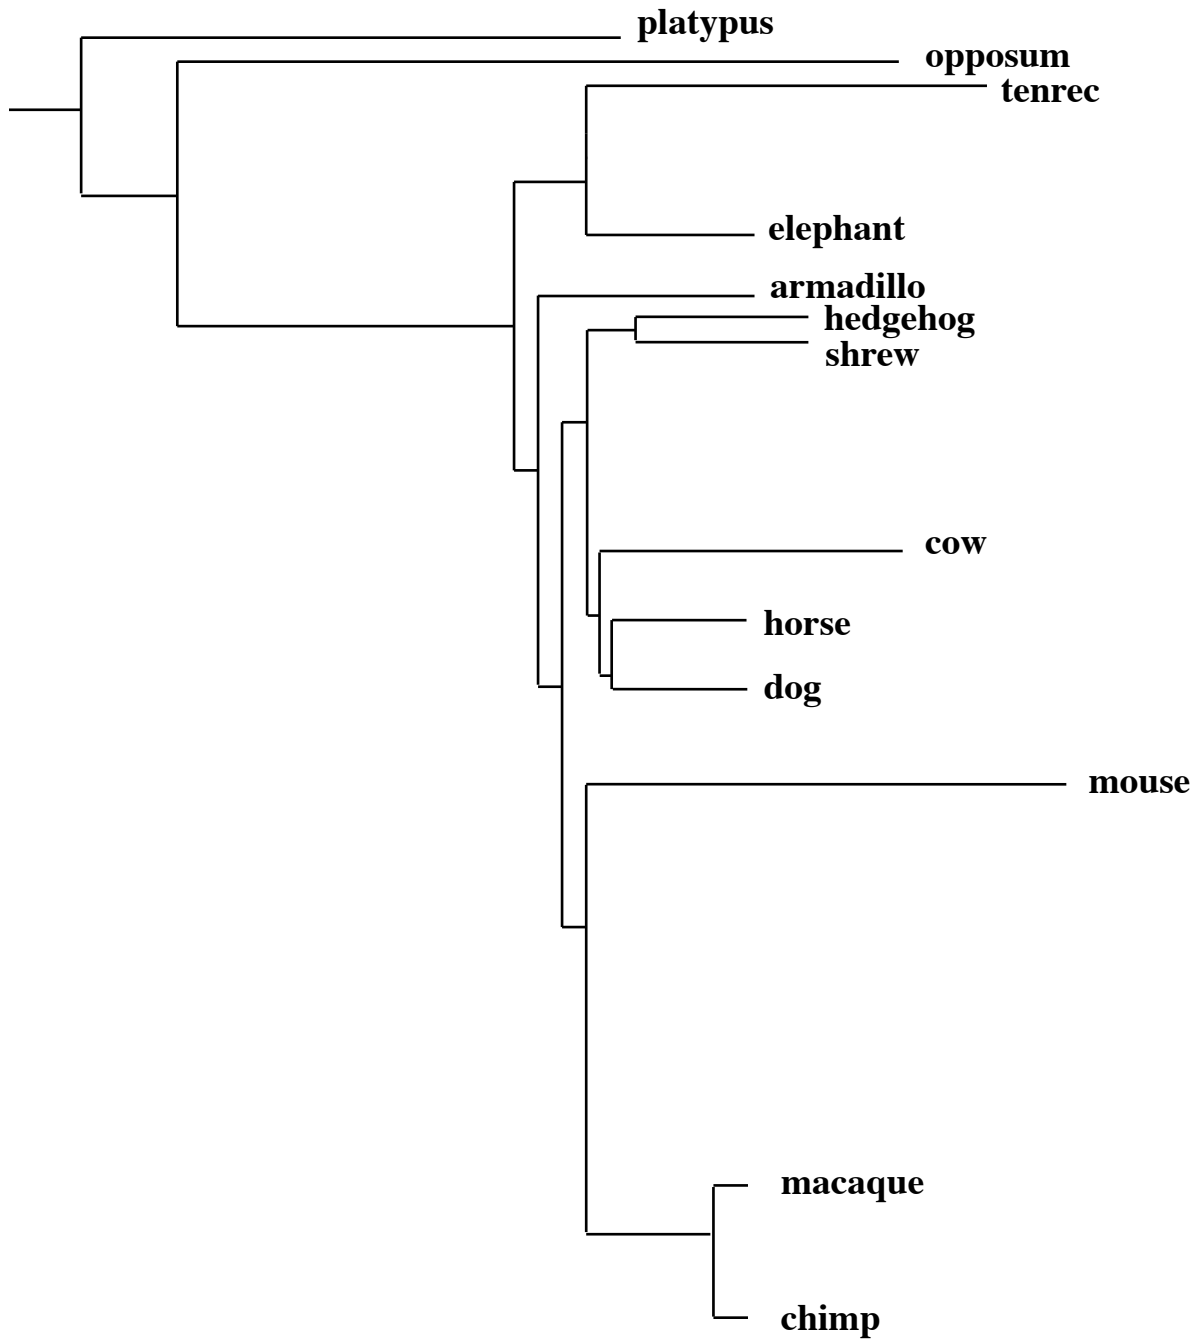 platypus
opposum
tenrec
elephant
armadillo
hedgehog
shrew
cow
horse
dog
mouse
macaque
chimp